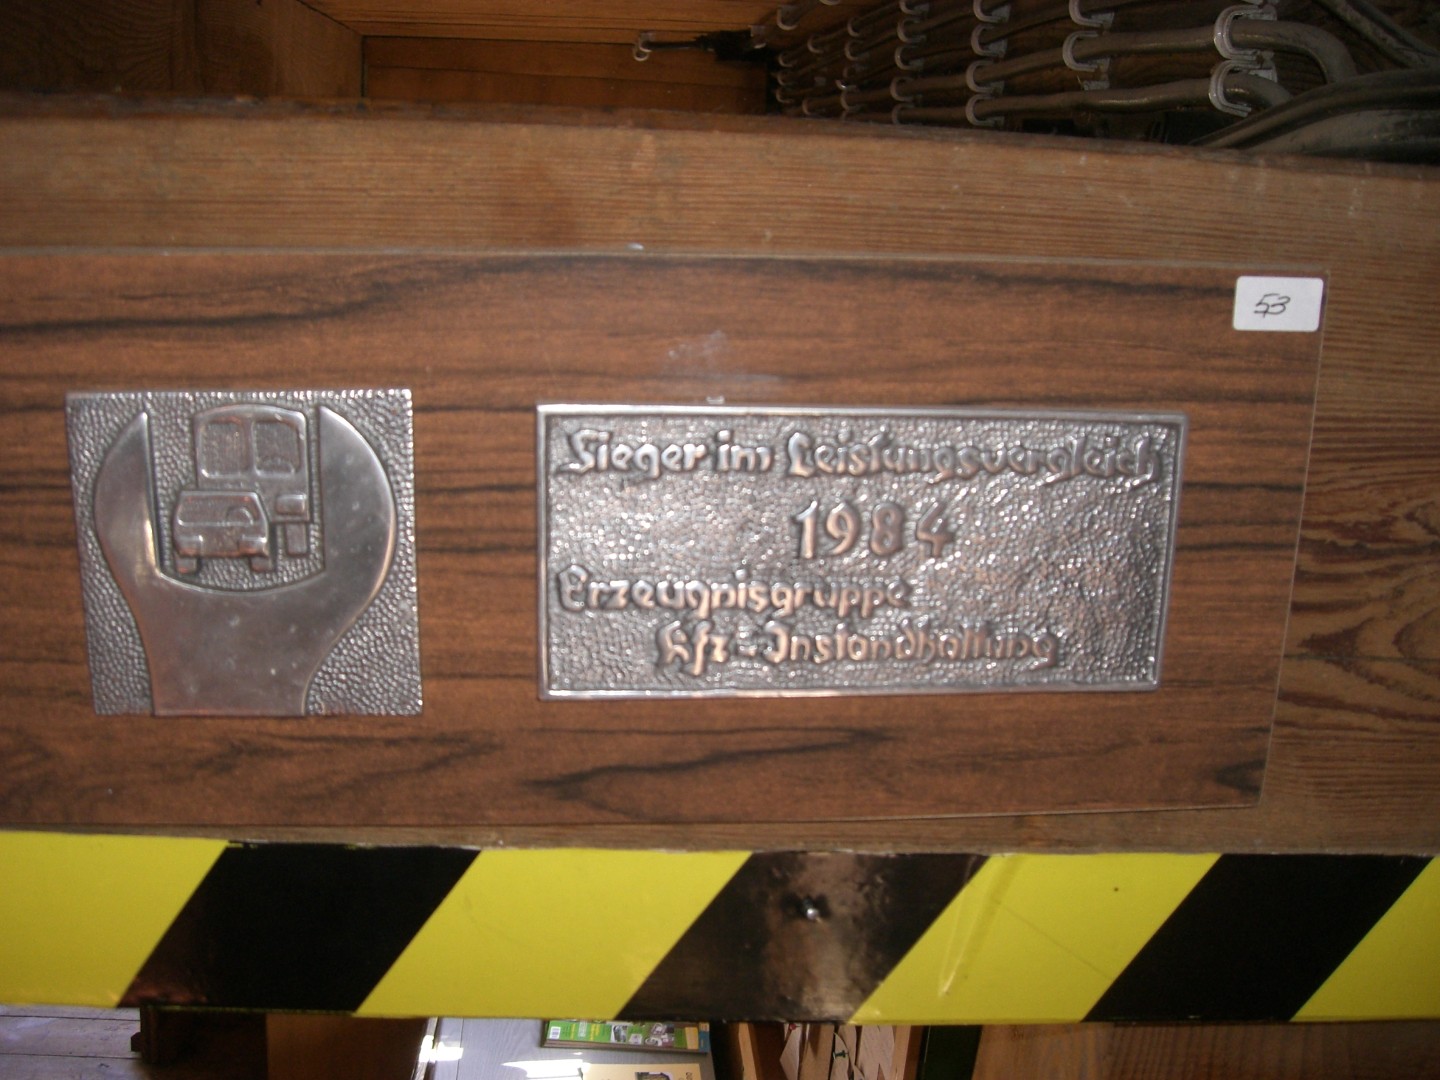 53
Sieger im Leistungsvergleich
1984
Erzeugnisgruppe
Kfz-Instandhaltung